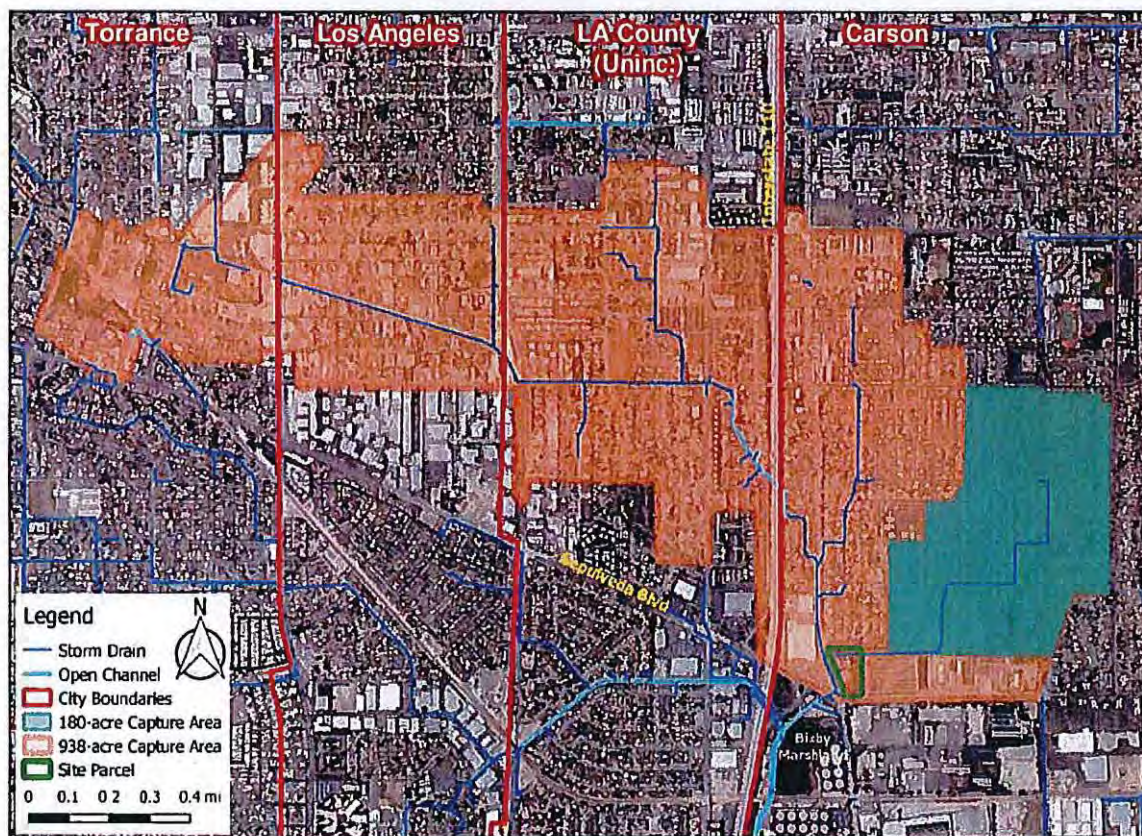 Torrance
Los Angeles
LA County
(Uninc.)
Carson
Interstate 110
Sepulveda Blvd
Bixby
Marshland
Legend
N
Storm Drain
Open Channel
City Boundaries
180-acre Capture Area
938-acre Capture Area
Site Parcel
0 0.1 0 2 0.3 0.4 mi